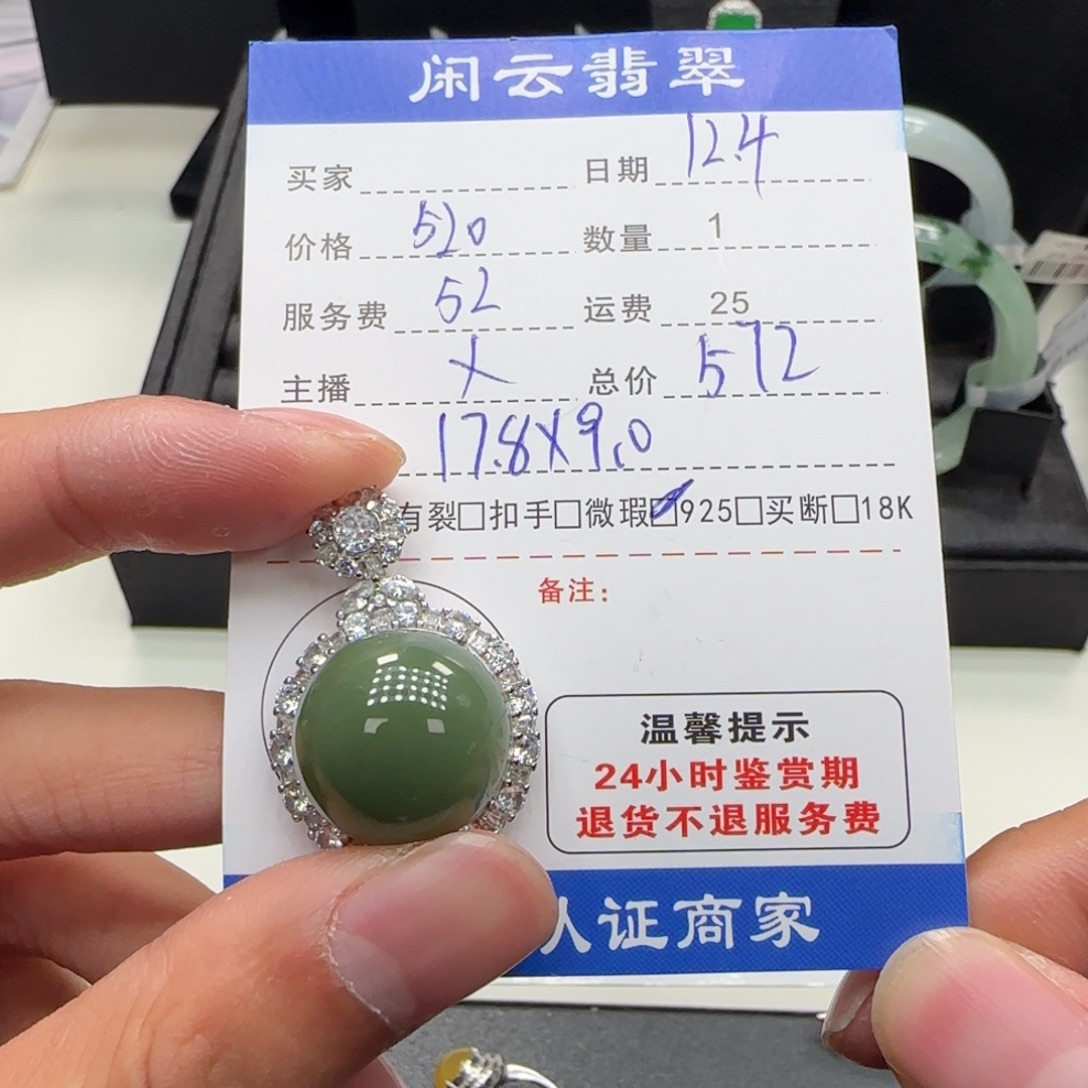 闲云翡翠
买家 日期 12.4
价格 520 数量 1
服务费 52 运费 25
主播 X 总价 572
17.8X9.0
有裂□扣手□微瑕☑925□买断□18K
备注：
温馨提示
24小时鉴赏期
退货不退服务费
认证商家